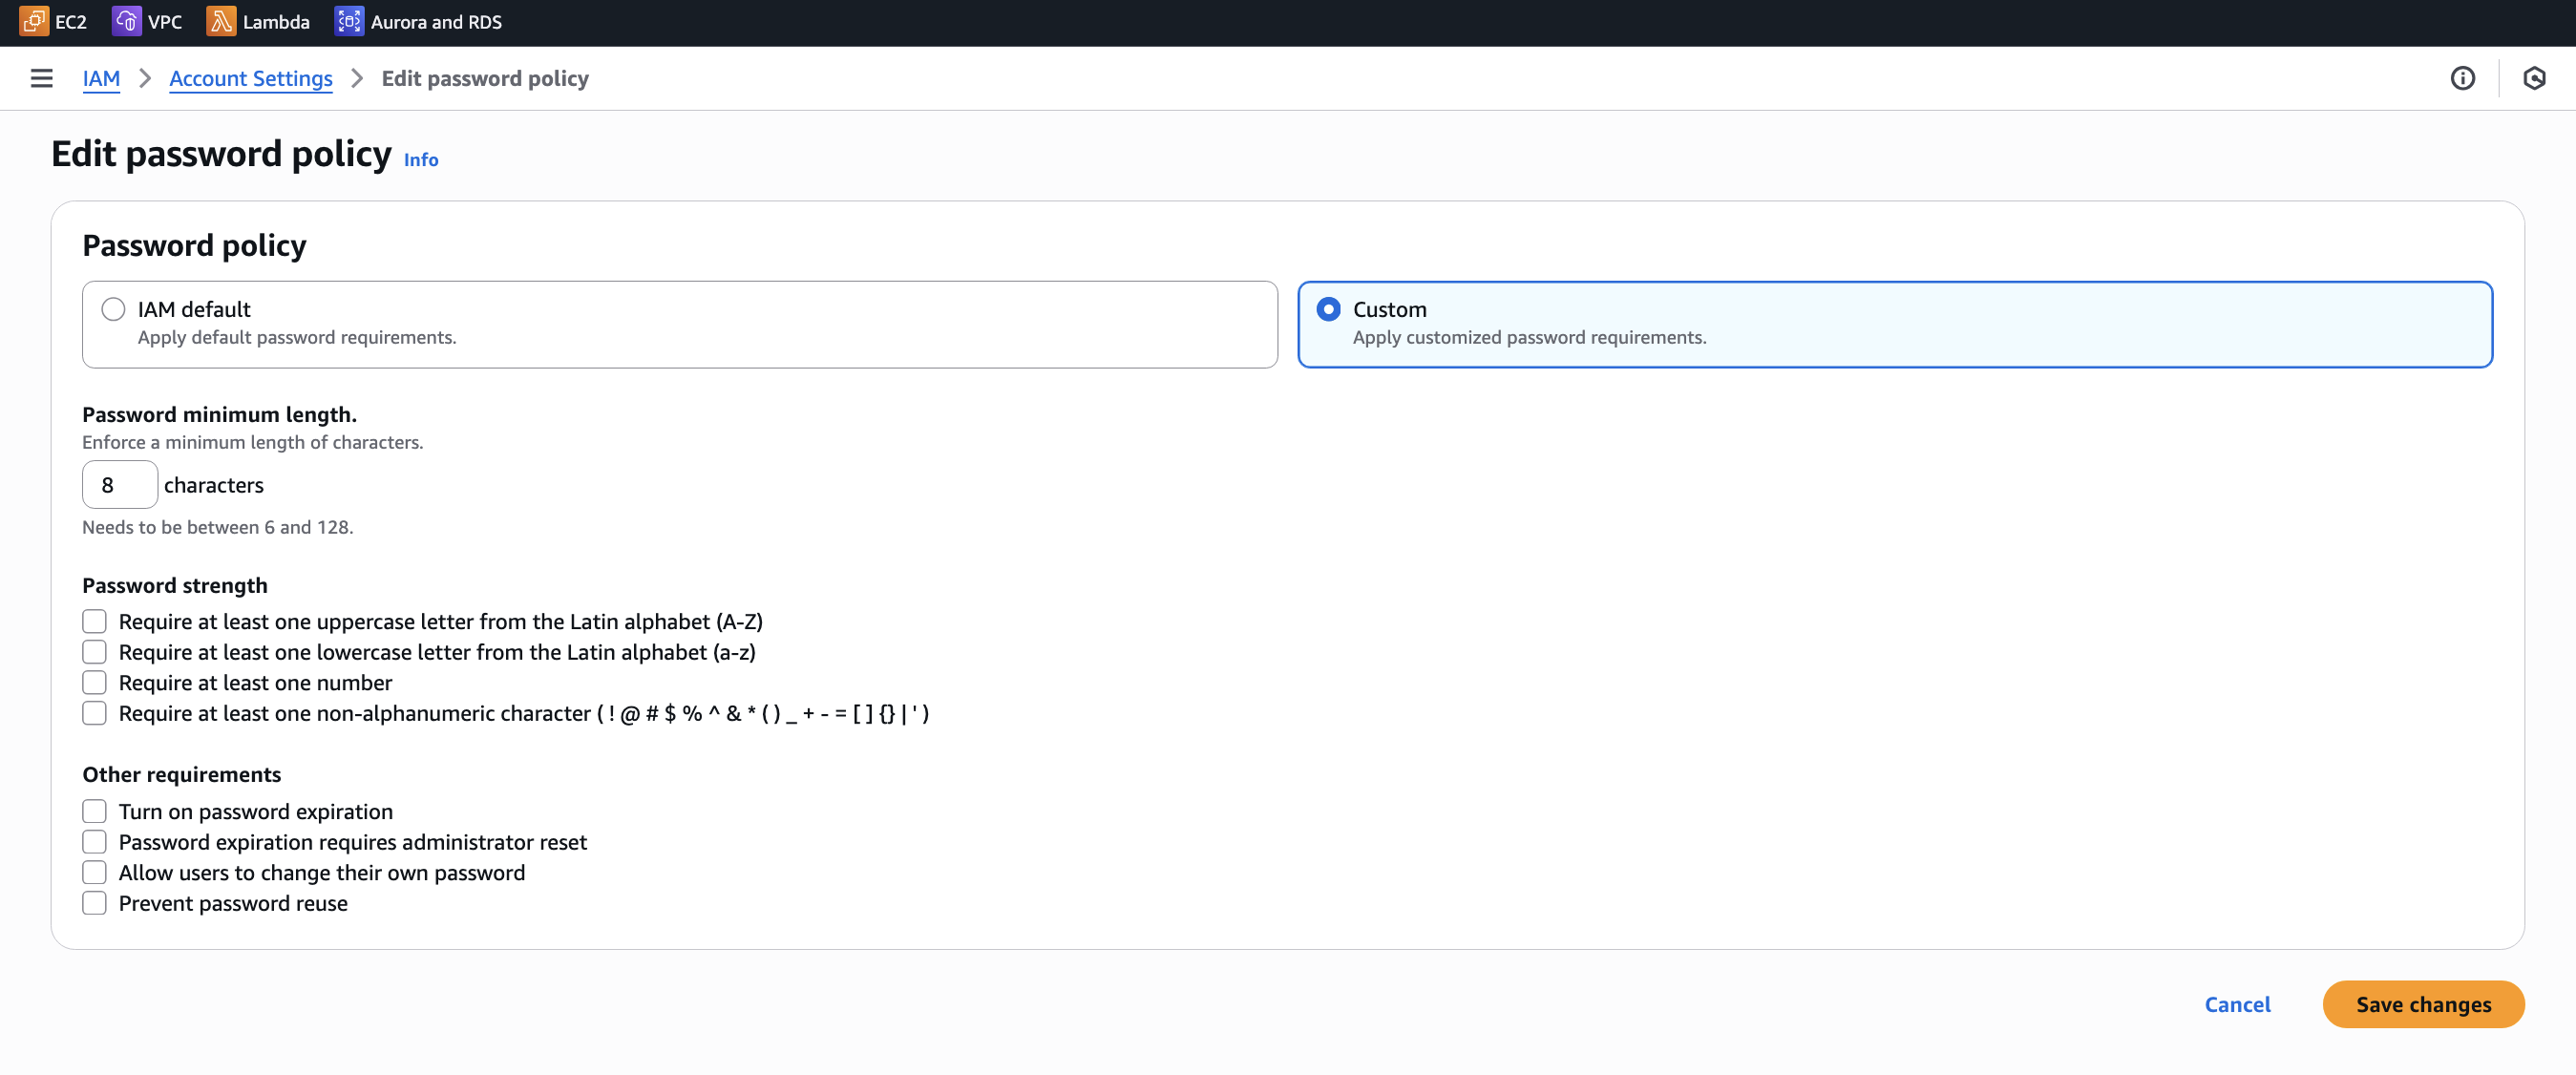 EC2 VPC Lambda Aurora and RDS
IAM Account Settings Edit password policy
Edit password policy Info
Password policy
IAM default
Apply default password requirements.
Custom
Apply customized password requirements.
Password minimum length.
Enforce a minimum length of characters.
8 characters
Needs to be between 6 and 128.
Password strength
Require at least one uppercase letter from the Latin alphabet (A-Z)
Require at least one lowercase letter from the Latin alphabet (a-z)
Require at least one number
Require at least one non-alphanumeric character ( ! @ # $ % ^ & * ( ) _ + - = [ ] {} | ' )
Other requirements
Turn on password expiration
Password expiration requires administrator reset
Allow users to change their own password
Prevent password reuse
Cancel Save changes